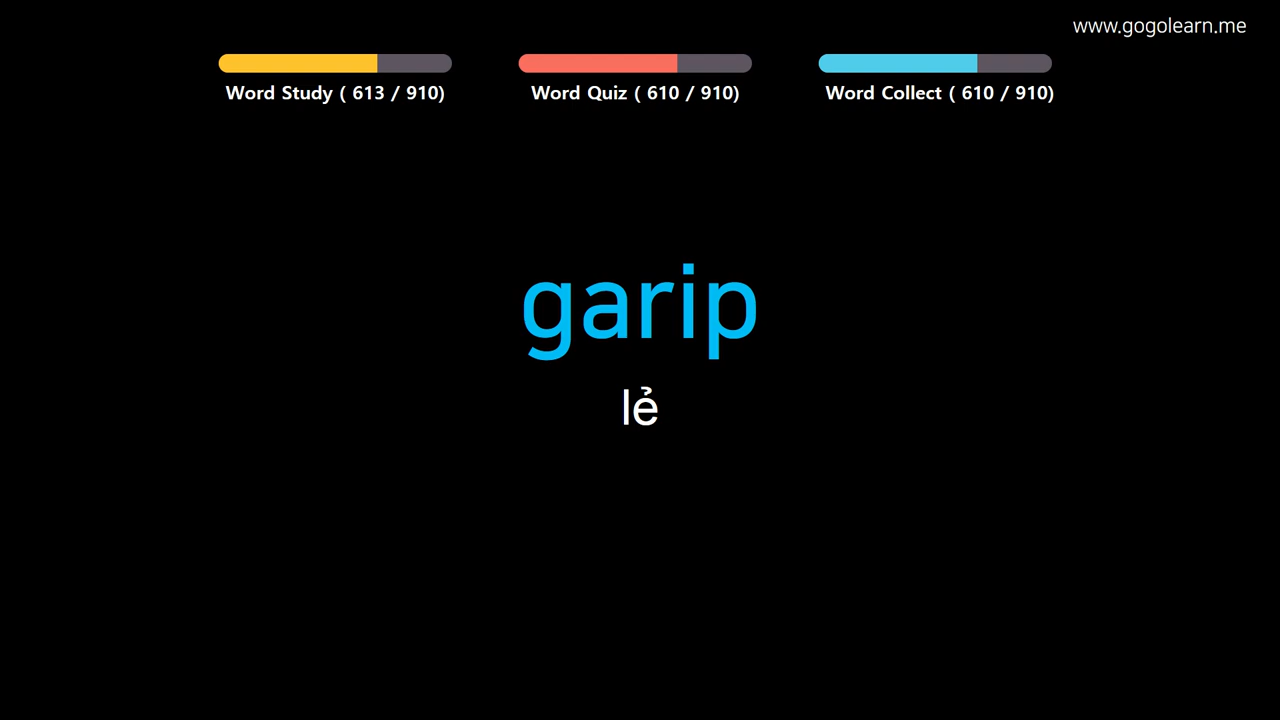 www.gogolearn.me
Word Study ( 613 / 910)
Word Quiz ( 610 / 910)
Word Collect ( 610 / 910)
garip
lẻ